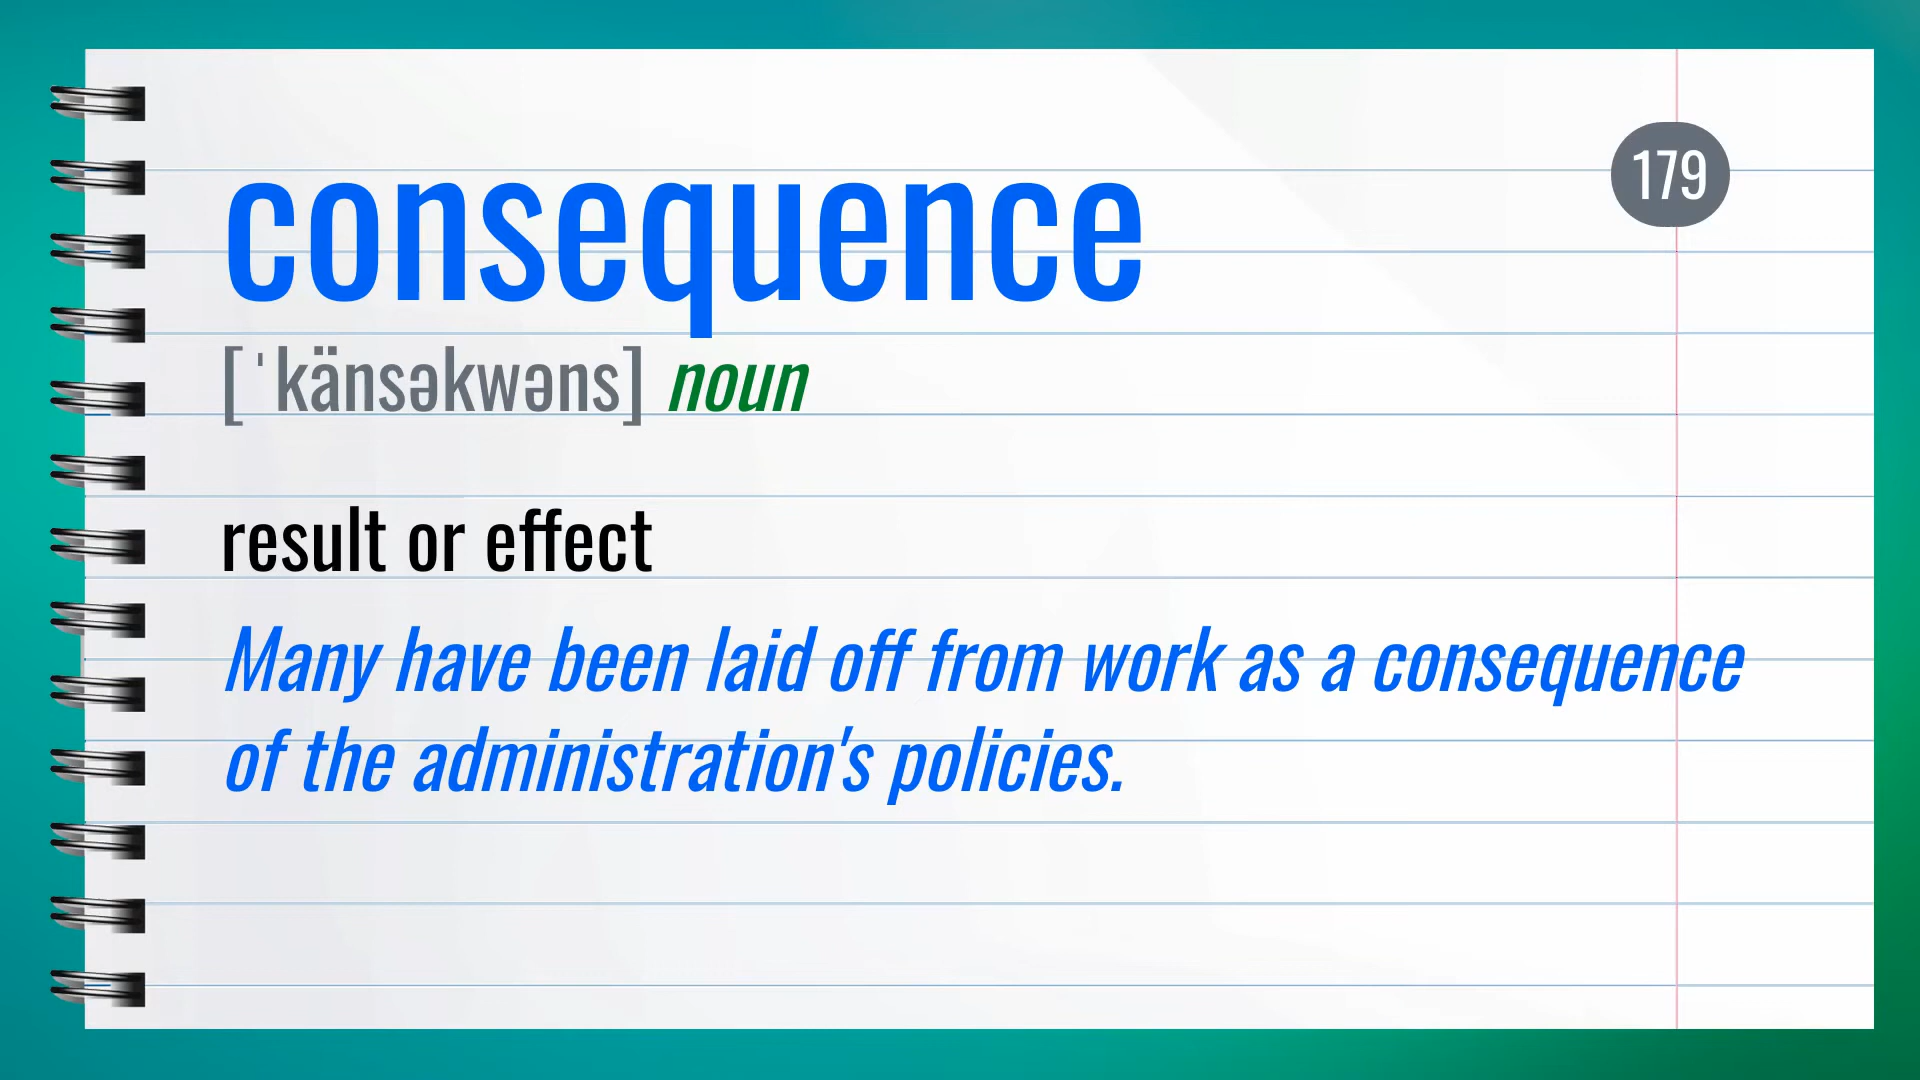 consequence
179
[ˈkänsəkwəns] noun
result or effect
Many have been laid off from work as a consequence
of the administration's policies.